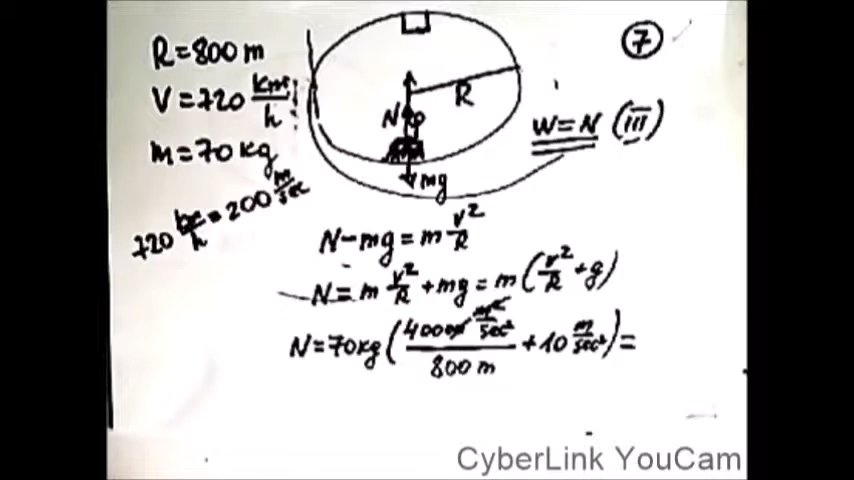 R=800 m
7
V=720 km/h
R
N
W=N (III)
m=70 kg
mg
720 km/h = 200 m/sec
N-mg=m v²/R
N = m v²/R +mg = m (v²/R + g)
N=70kg (40000 m²/sec² / 800 m + 10 m/sec²) =
CyberLink YouCam